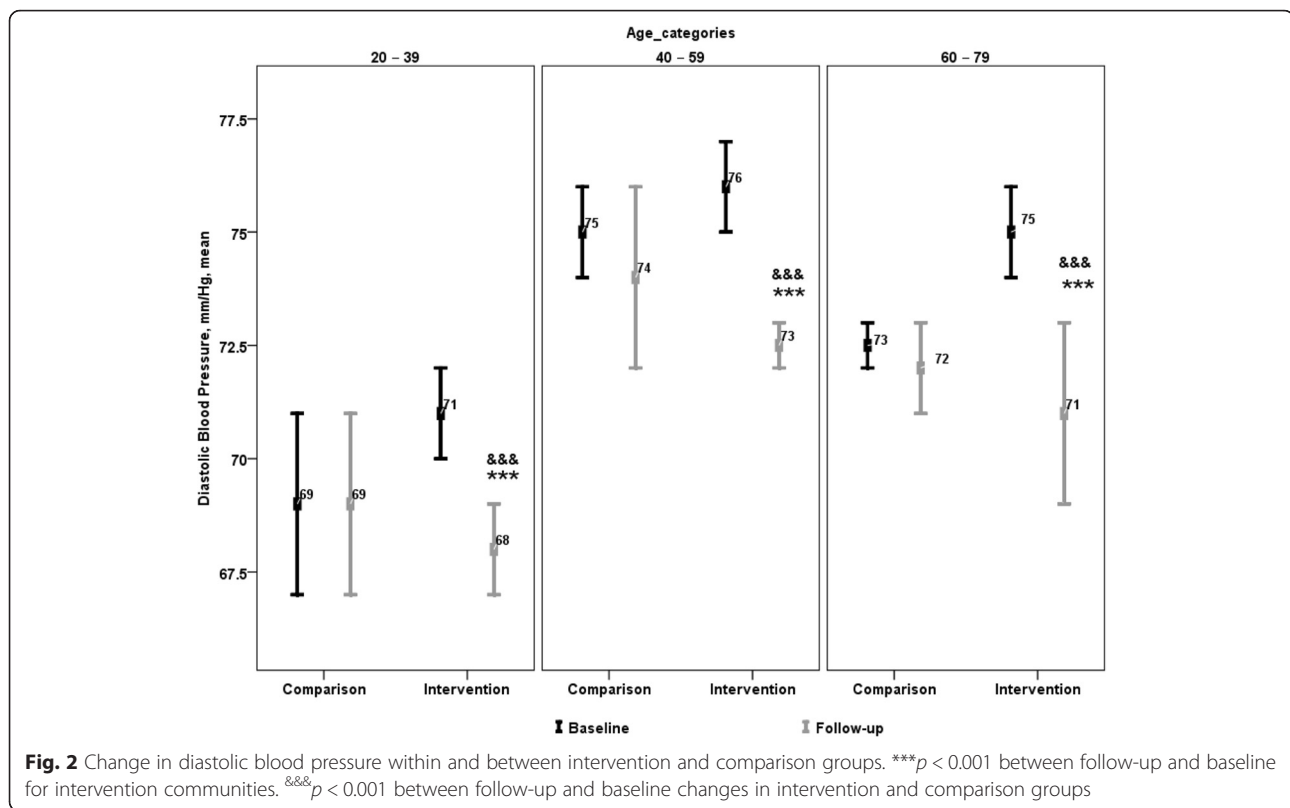 Age_categories
20 – 39
40 – 59
60 – 79
Diastolic Blood Pressure, mm/Hg, mean
77.5
75
72.5
70
67.5
69
69
71
&&&
***
68
75
74
76
&&&
***
73
73
72
75
&&&
***
71
Comparison
Intervention
Comparison
Intervention
Comparison
Intervention
Baseline
Follow-up
Fig. 2 Change in diastolic blood pressure within and between intervention and comparison groups. ***p < 0.001 between follow-up and baseline
for intervention communities. &&&p < 0.001 between follow-up and baseline changes in intervention and comparison groups